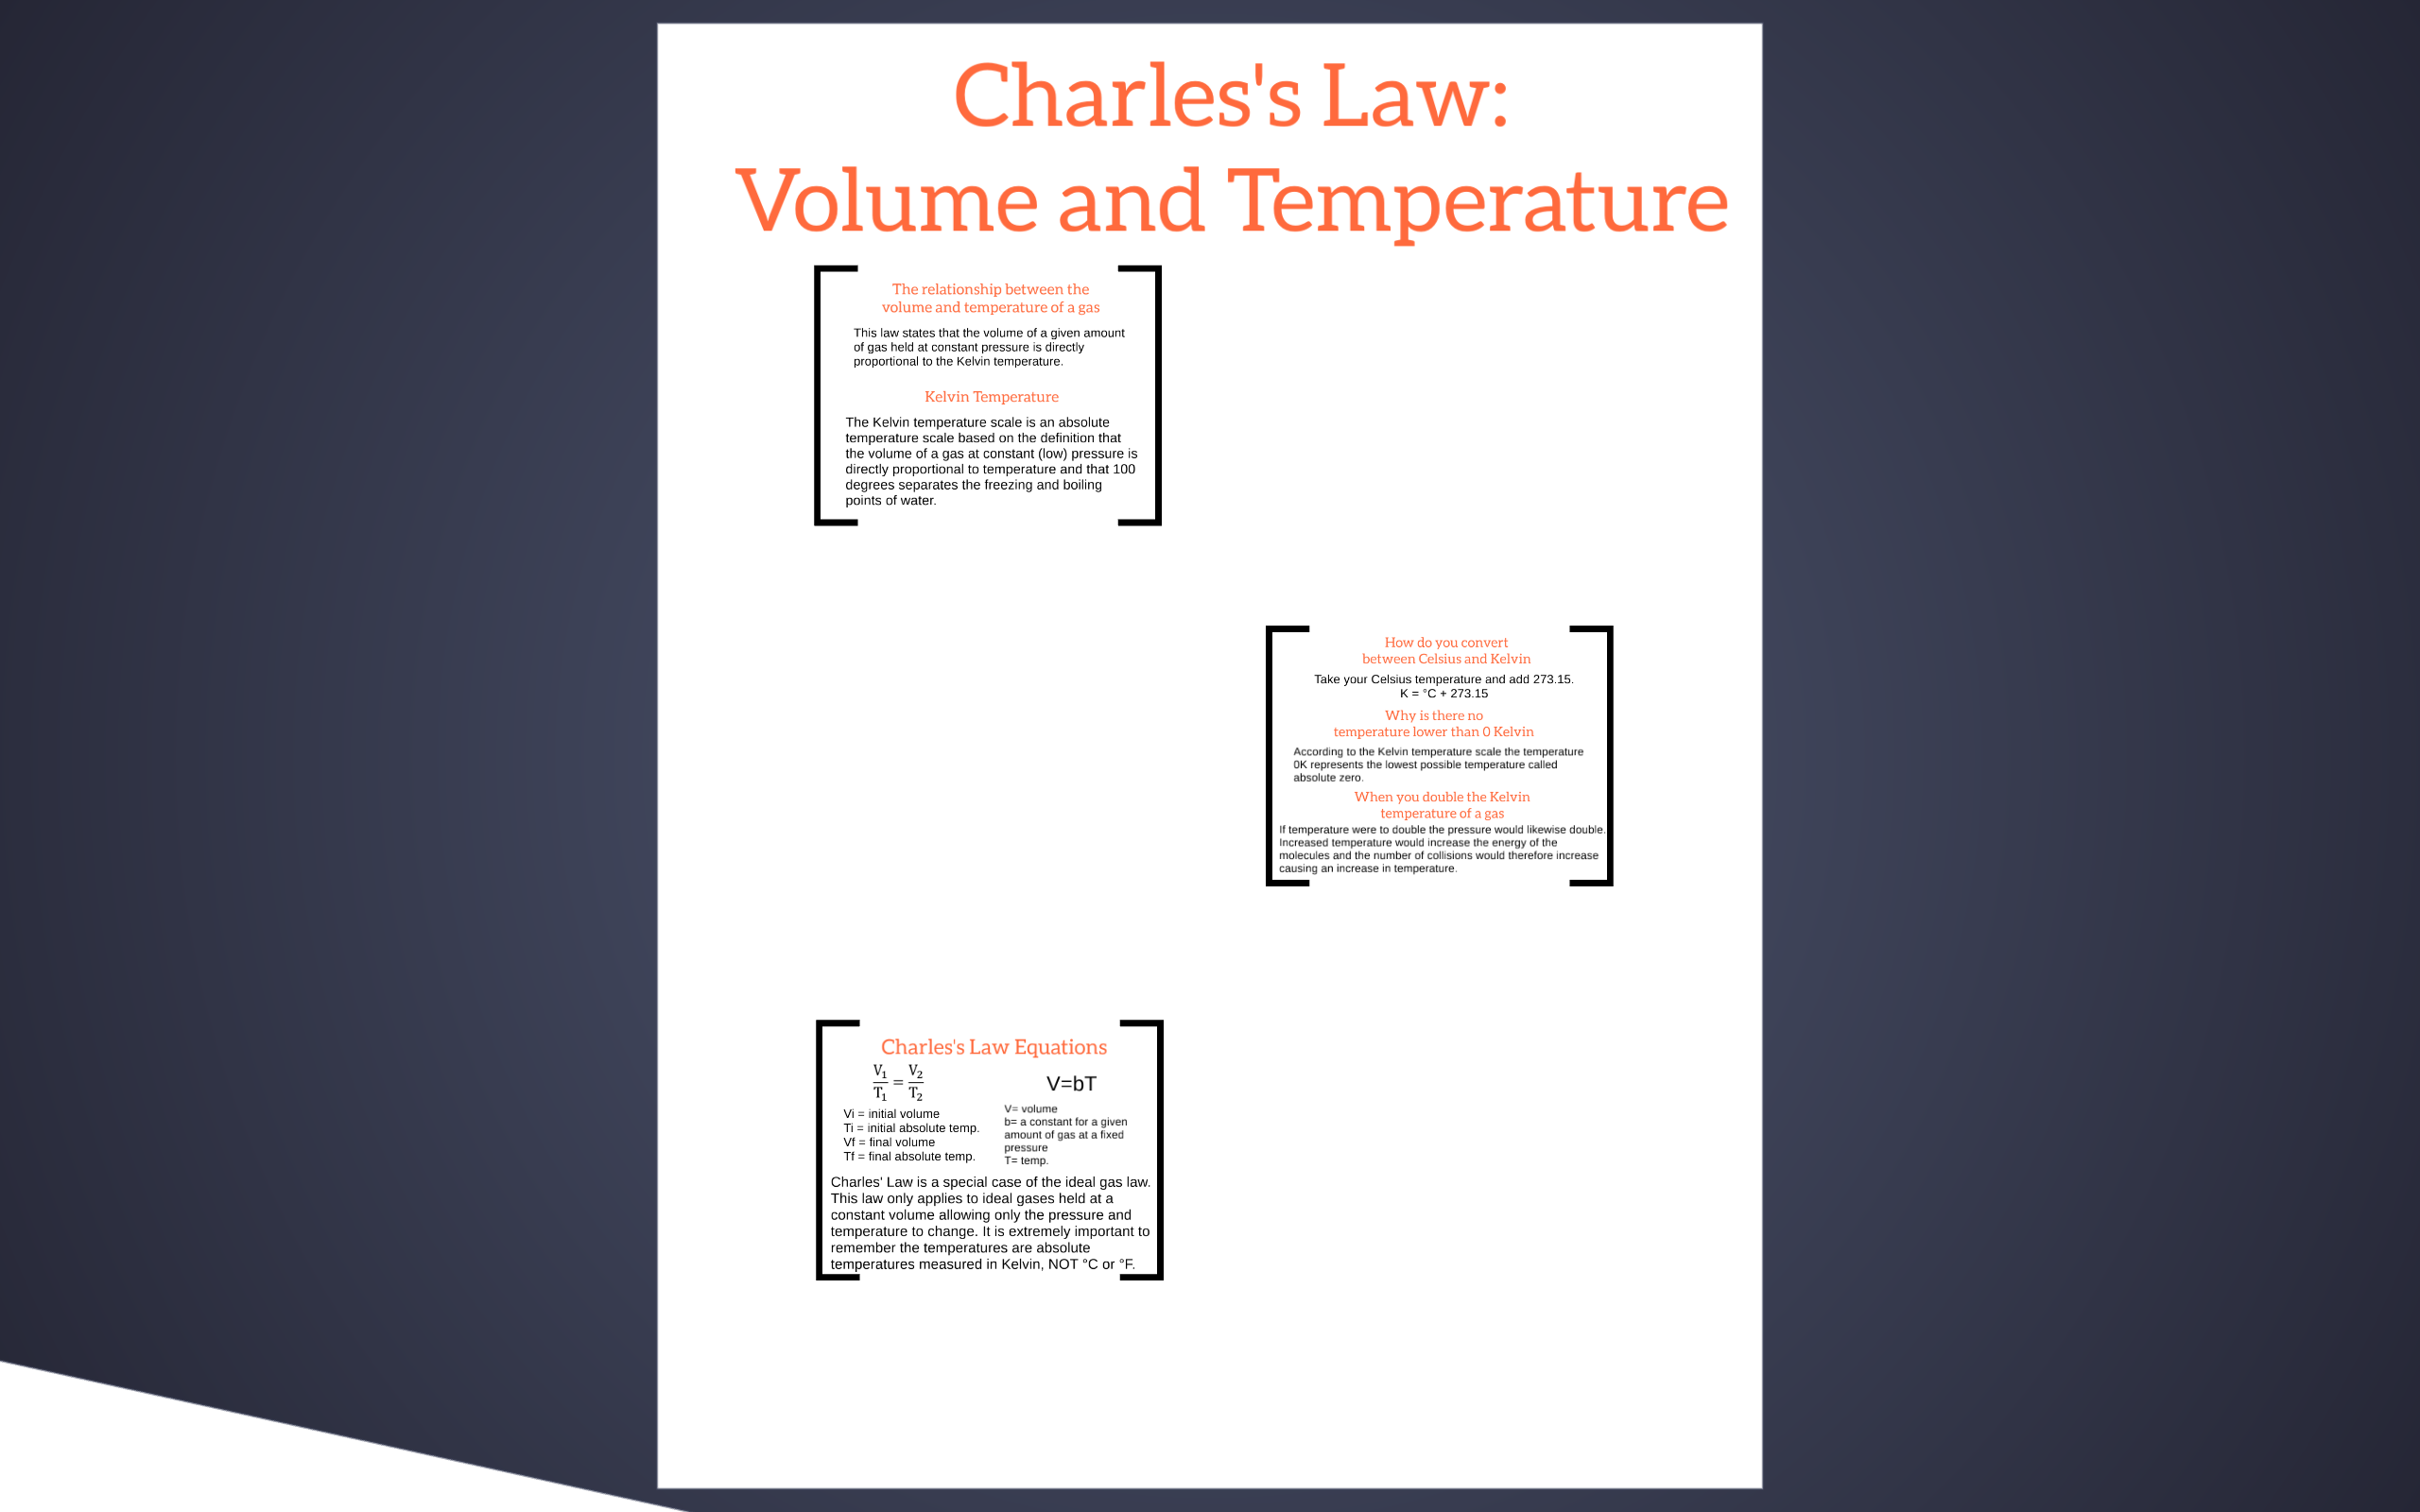 Charles's Law:
Volume and Temperature
The relationship between the
volume and temperature of a gas
This law states that the volume of a given amount
of gas held at constant pressure is directly
proportional to the Kelvin temperature.
Kelvin Temperature
The Kelvin temperature scale is an absolute
temperature scale based on the definition that
the volume of a gas at constant (low) pressure is
directly proportional to temperature and that 100
degrees separates the freezing and boiling
points of water.
How do you convert
between Celsius and Kelvin
Take your Celsius temperature and add 273.15.
K = °C + 273.15
Why is there no
temperature lower than 0 Kelvin
According to the Kelvin temperature scale the temperature
0K represents the lowest possible temperature called
absolute zero.
When you double the Kelvin
temperature of a gas
If temperature were to double the pressure would likewise double.
Increased temperature would increase the energy of the
molecules and the number of collisions would therefore increase
causing an increase in temperature.
Charles's Law Equations
V₁/T₁ = V₂/T₂
Vi = initial volume
Ti = initial absolute temp.
Vf = final volume
Tf = final absolute temp.
V=bT
V= volume
b= a constant for a given
amount of gas at a fixed
pressure
T= temp.
Charles' Law is a special case of the ideal gas law.
This law only applies to ideal gases held at a
constant volume allowing only the pressure and
temperature to change. It is extremely important to
remember the temperatures are absolute
temperatures measured in Kelvin, NOT °C or °F.